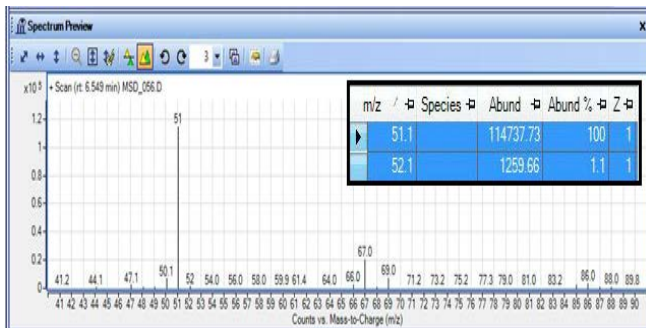 Spectrum Preview
x
3
x10 5
+ Scan (rt: 6.549 min) MSD_056.D
m/z Species Abund Abund % Z
51.1 114737.73 100 1
52.1 1259.66 1.1 1
1.2
1
0.8
0.6
0.4
0.2
0
51
41.2 44.1 47.1 50.1 52 54.0 56.0 58.0 59.9 61.4 64.0 66.0 67.0 69.0 71.2 73.2 75.2 77.3 79.0 81.0 83.2 86.0 88.0 89.8
41 42 43 44 45 46 47 48 49 50 51 52 53 54 55 56 57 58 59 60 61 62 63 64 65 66 67 68 69 70 71 72 73 74 75 76 77 78 79 80 81 82 83 84 85 86 87 88 89 90
Counts vs. Mass-to-Charge (m/z)